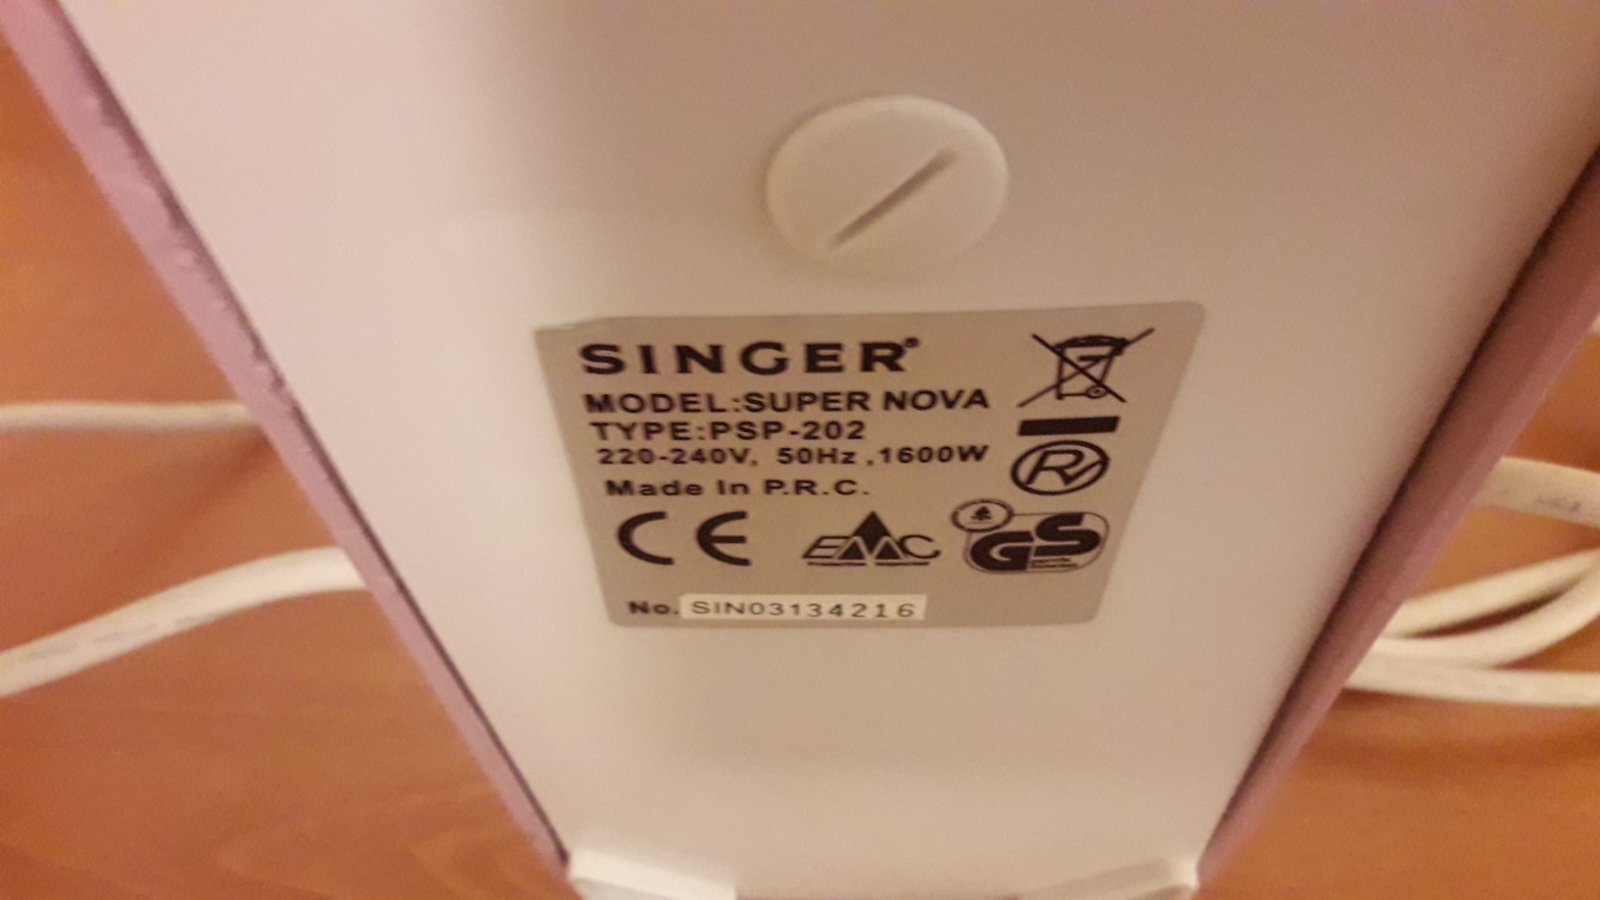 SINGER®
MODEL:SUPER NOVA
TYPE:PSP-202
220-240V, 50Hz ,1600W
Made In P.R.C.
CE EMC GS
No. SIN03134216